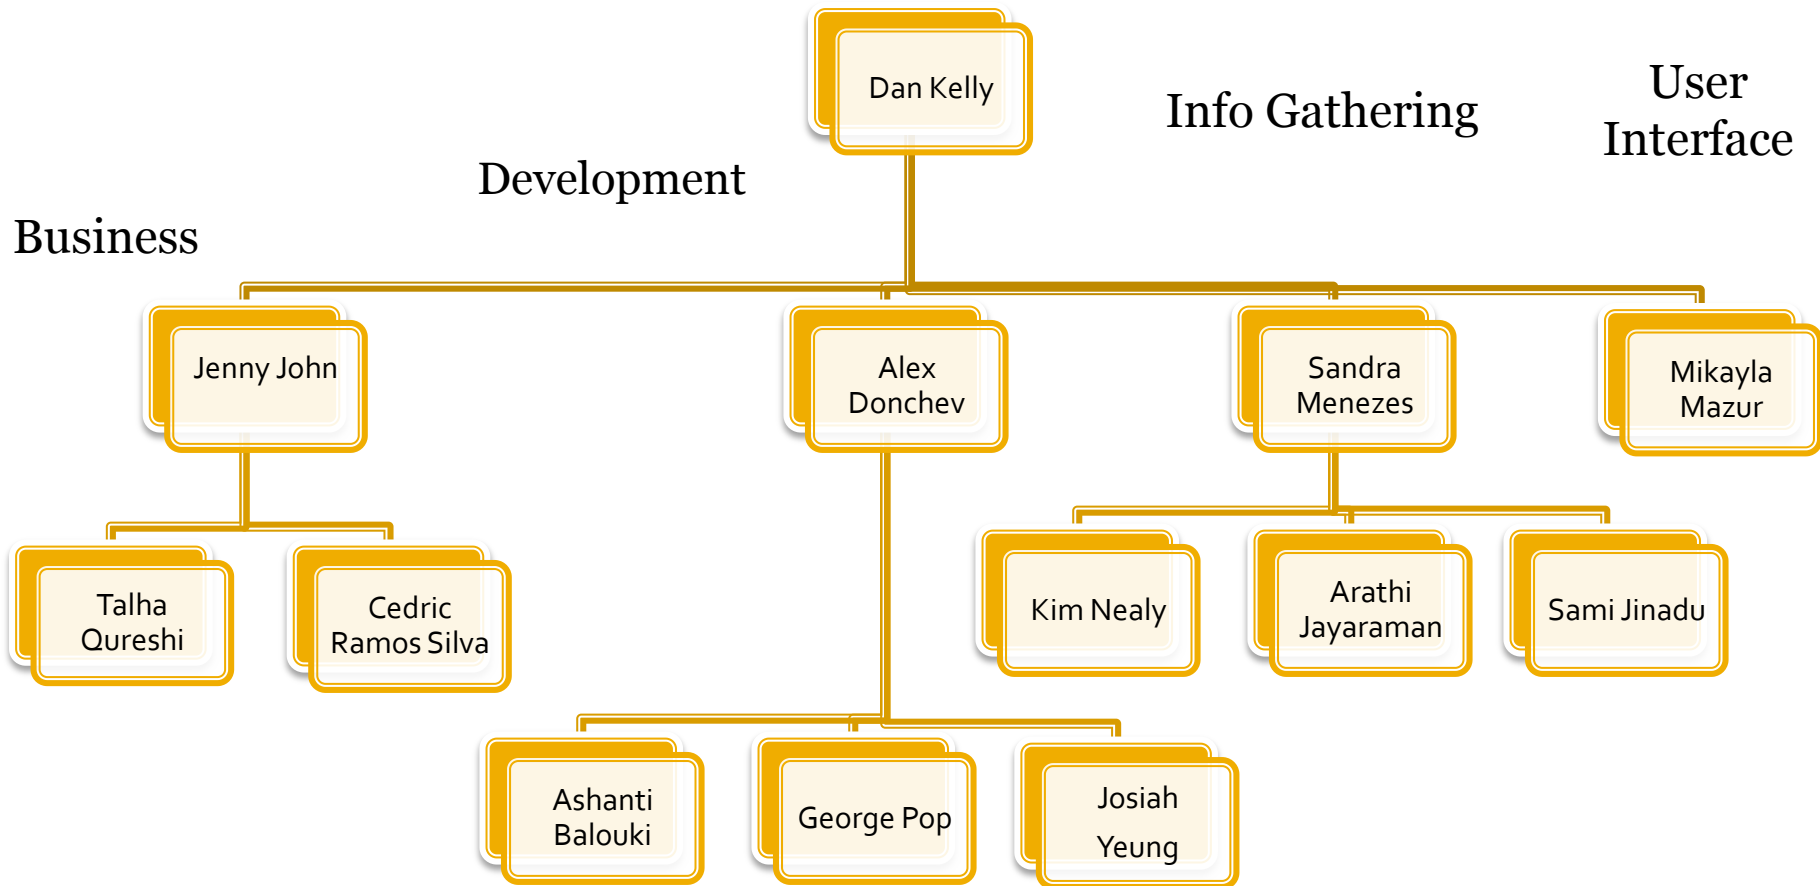 Dan Kelly
Info Gathering
User
Interface
Development
Business
Jenny John
Alex
Donchev
Sandra
Menezes
Mikayla
Mazur
Talha
Qureshi
Cedric
Ramos Silva
Kim Nealy
Arathi
Jayaraman
Sami Jinadu
Ashanti
Balouki
George Pop
Josiah
Yeung